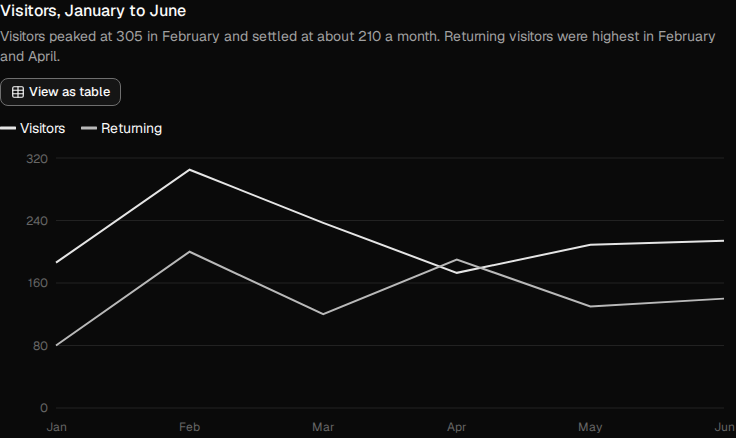 Visitors, January to June
Visitors peaked at 305 in February and settled at about 210 a month. Returning visitors were highest in February
and April.
View as table
Visitors Returning
320
240
160
80
0
Jan Feb Mar Apr May Jun